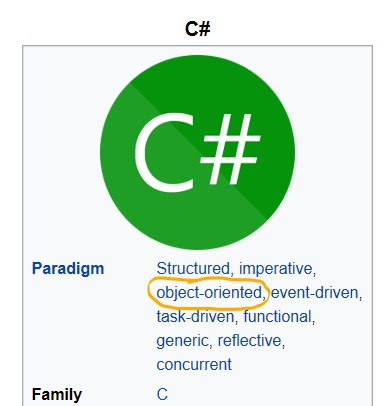 C#
C#
Paradigm Structured, imperative,
object-oriented, event-driven,
task-driven, functional,
generic, reflective,
concurrent
Family C